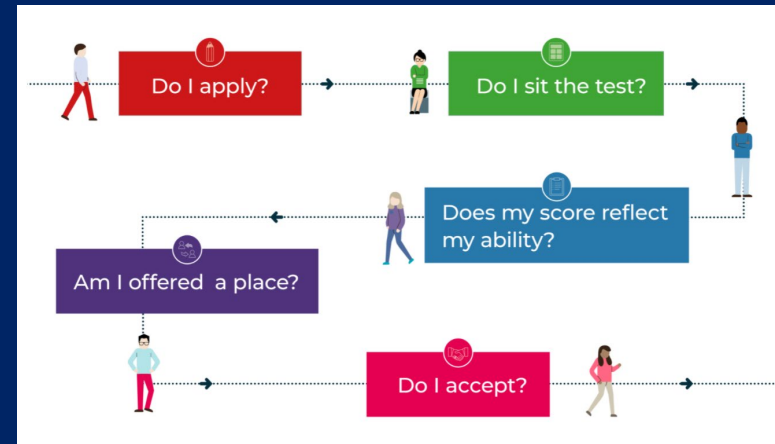 Do I apply?
Do I sit the test?
Does my score reflect
my ability?
Am I offered a place?
Do I accept?